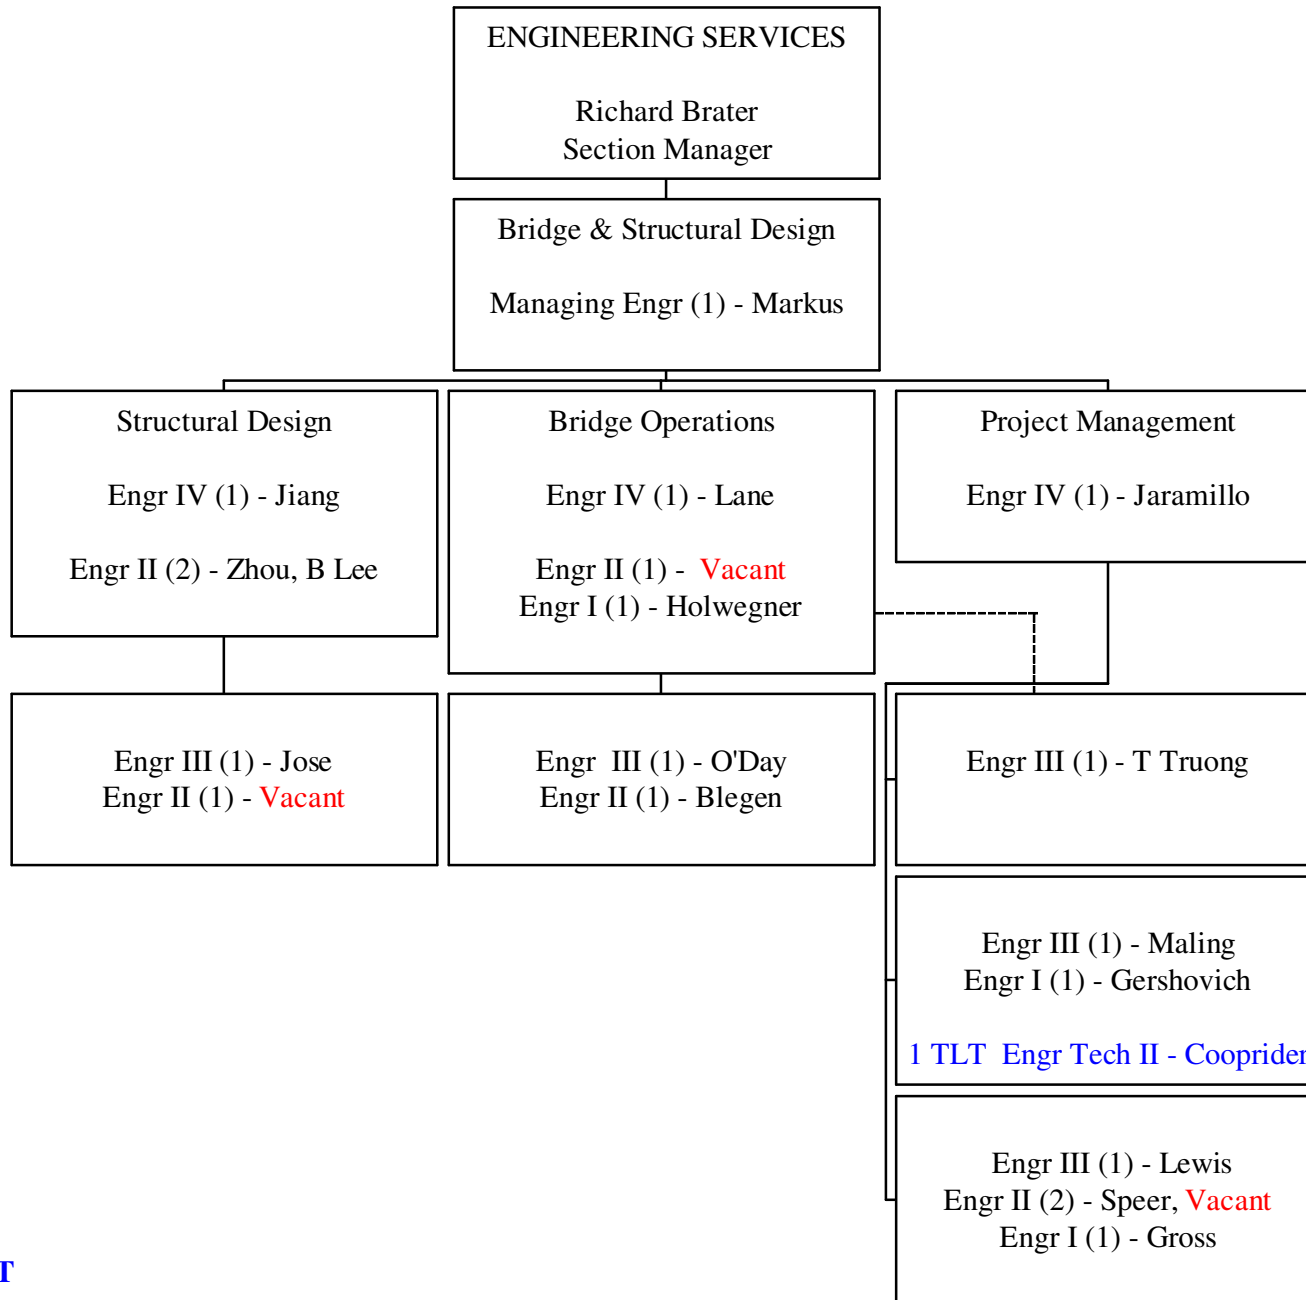 ENGINEERING SERVICES
Richard Brater
Section Manager
Bridge & Structural Design
Managing Engr (1) - Markus
Structural Design
Engr IV (1) - Jiang
Engr II (2) - Zhou, B Lee
Bridge Operations
Engr IV (1) - Lane
Engr II (1) - Vacant
Engr I (1) - Holwegner
Project Management
Engr IV (1) - Jaramillo
Engr III (1) - Jose
Engr II (1) - Vacant
Engr III (1) - O'Day
Engr II (1) - Blegen
Engr III (1) - T Truong
Engr III (1) - Maling
Engr I (1) - Gershovich
1 TLT Engr Tech II - Cooprider
Engr III (1) - Lewis
Engr II (2) - Speer, Vacant
Engr I (1) - Gross
T